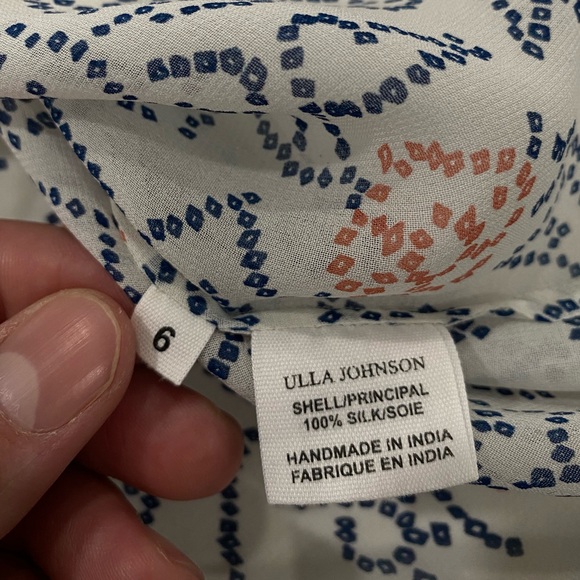 6
ULLA JOHNSON
SHELL/PRINCIPAL
100% SILK/SOIE
HANDMADE IN INDIA
FABRIQUE EN INDIA